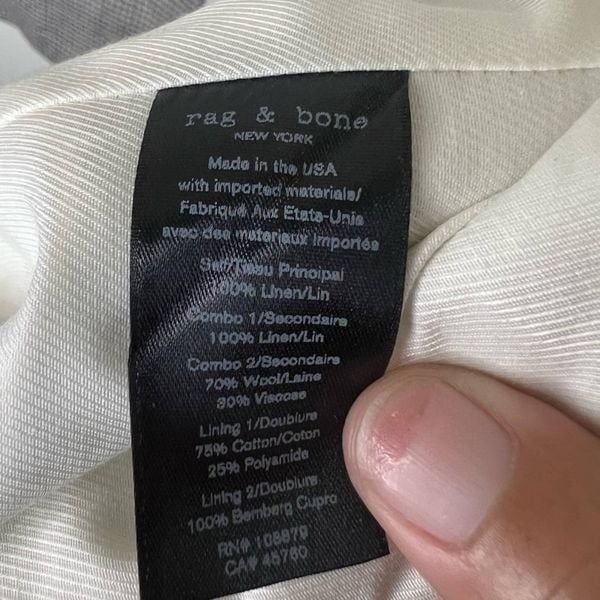 rag & bone
NEW YORK
Made in the USA
with imported materials/
Fabriqué Aux Etats-Unis
avec des materiaux importés
Self/Tissu Principal
100% Linen/Lin
Combo 1/Secondaire
100% Linen/Lin
Combo 2/Secondaire
70% Wool/Laine
30% Viscose
Lining 1/Doublure
75% Cotton/Coton
25% Polyamide
Lining 2/Doublure
100% Bemberg Cupro
RN# 108879
CA# 45760